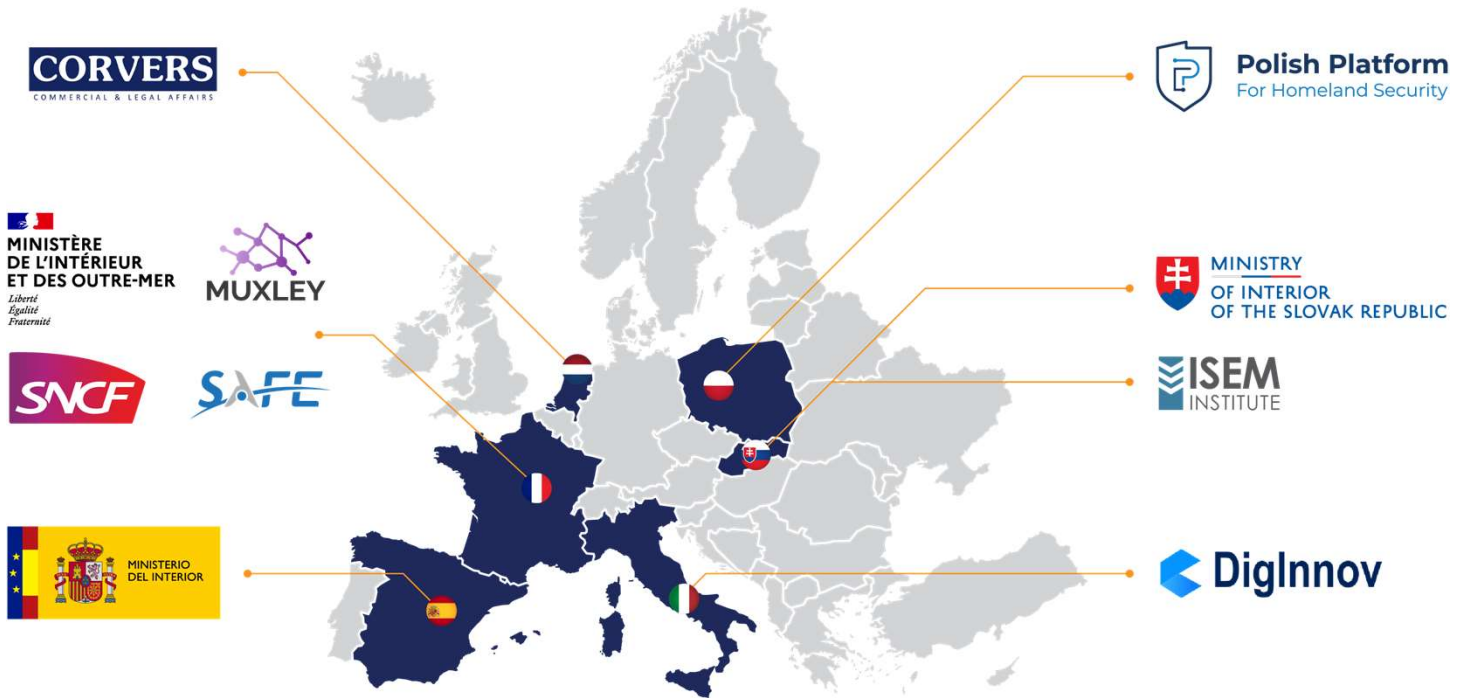 CORVERS
COMMERCIAL & LEGAL AFFAIRS
MINISTÈRE
DE L'INTÉRIEUR
ET DES OUTRE-MER
Liberté
Égalité
Fraternité
MUXLEY
SNCF
SAFE
MINISTERIO
DEL INTERIOR
Polish Platform
For Homeland Security
MINISTRY
OF INTERIOR
OF THE SLOVAK REPUBLIC
ISEM
INSTITUTE
DigInnov